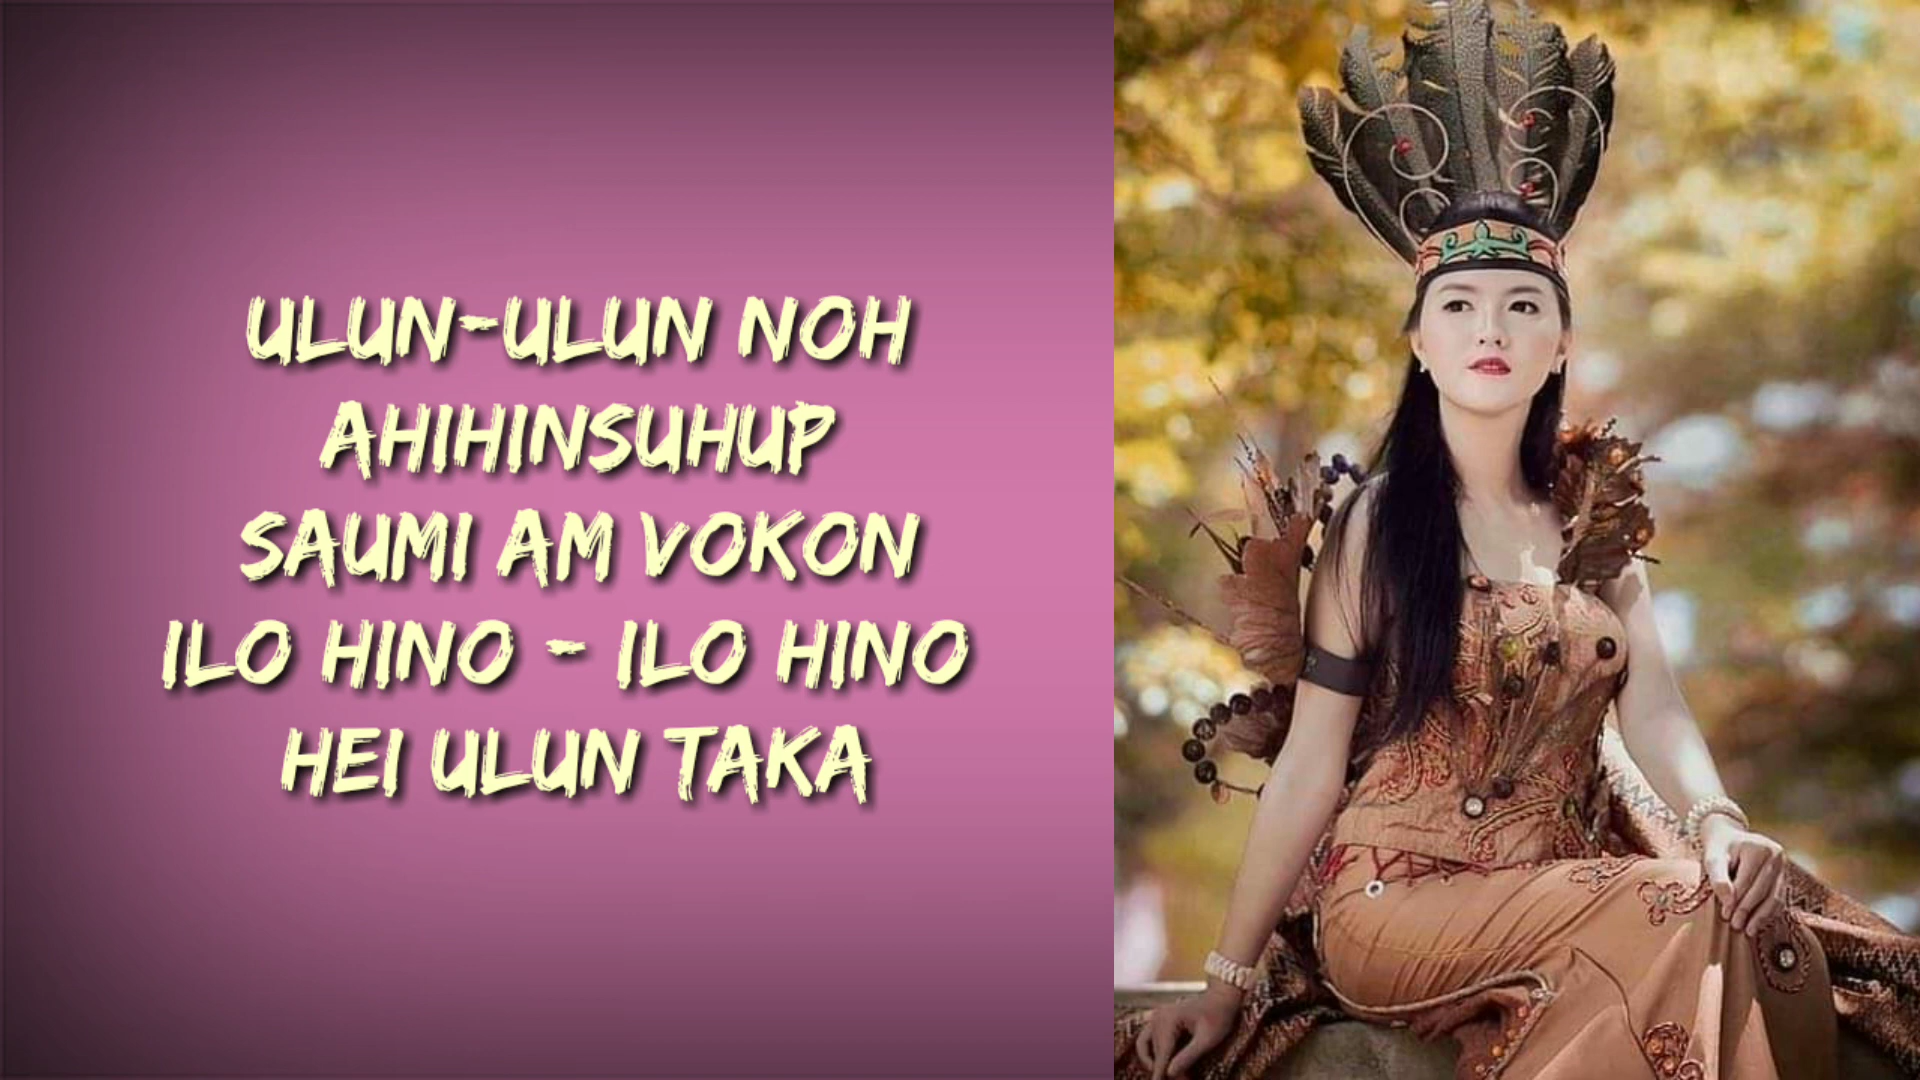 ULUN-ULUN NOH
AHIHINSUHUP
SAUMI AM VOKON
ILO HINO - ILO HINO
HEI ULUN TAKA